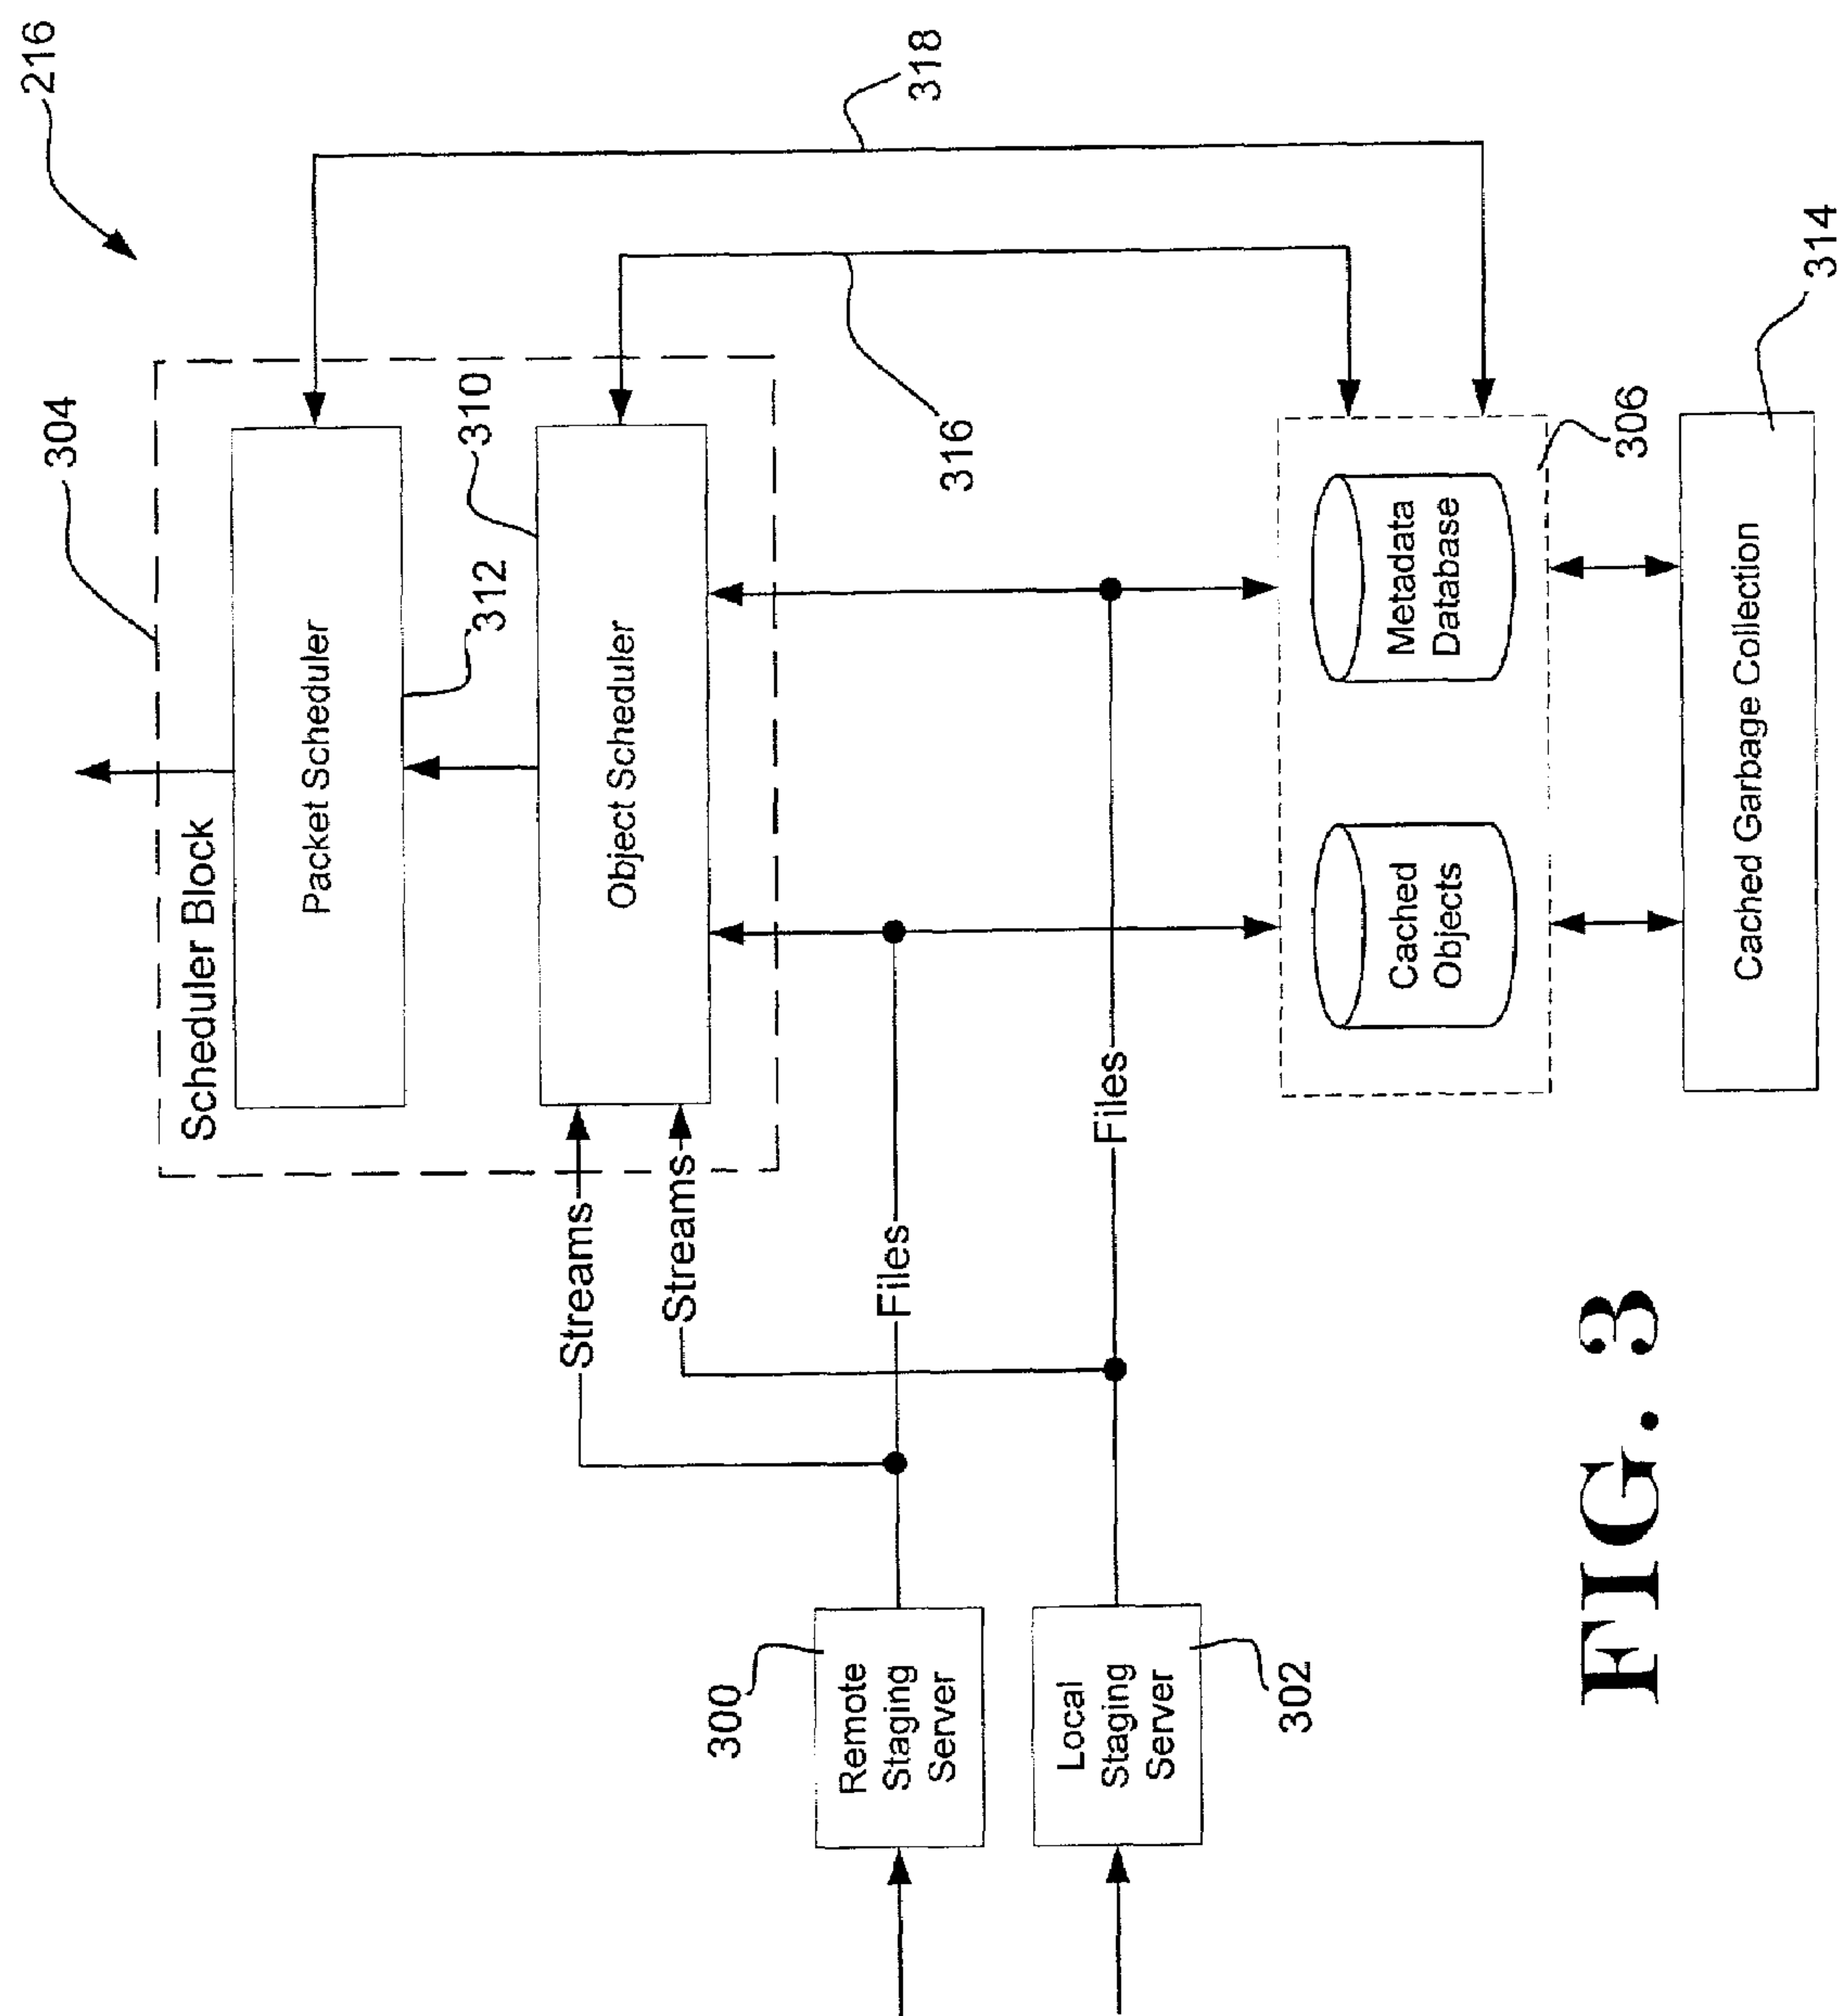 216
304
Scheduler Block
Packet Scheduler
312
310
Object Scheduler
318
316
Streams
Streams
Files
Files
300
Remote
Staging
Server
Local
Staging
Server
302
Cached
Objects
Metadata
Database
306
Cached Garbage Collection
314
FIG. 3